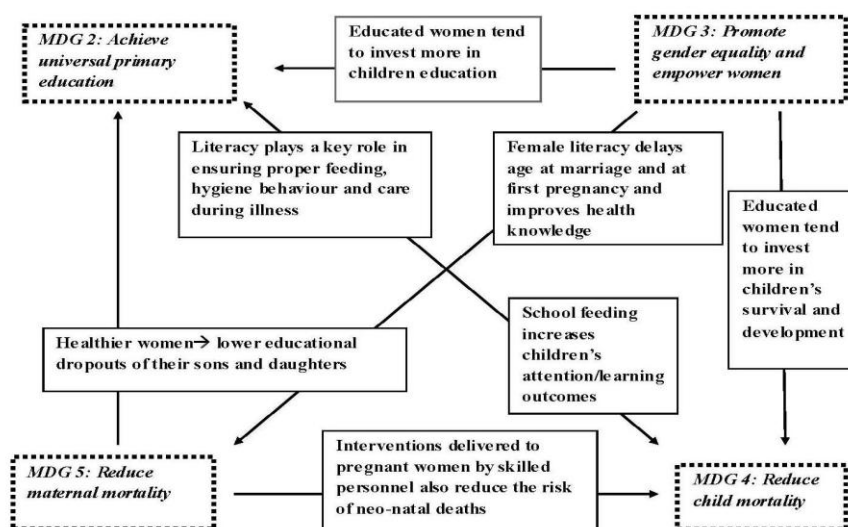 MDG 2: Achieve
universal primary
education
Educated women tend
to invest more in
children education
MDG 3: Promote
gender equality and
empower women
Literacy plays a key role in
ensuring proper feeding,
hygiene behaviour and care
during illness
Female literacy delays
age at marriage and at
first pregnancy and
improves health
knowledge
Educated
women tend
to invest
more in
children’s
survival and
development
Healthier women→ lower educational
dropouts of their sons and daughters
School feeding
increases
children’s
attention/learning
outcomes
MDG 5: Reduce
maternal mortality
Interventions delivered to
pregnant women by skilled
personnel also reduce the risk
of neo-natal deaths
MDG 4: Reduce
child mortality